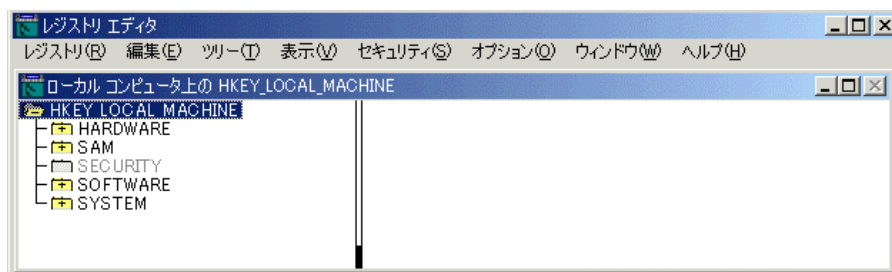 レジストリ エディタ
レジストリ(R) 編集(E) ツリー(T) 表示(V) セキュリティ(S) オプション(O) ウィンドウ(W) ヘルプ(H)
ローカル コンピュータ上の HKEY_LOCAL_MACHINE
HKEY_LOCAL_MACHINE
HARDWARE
SAM
SECURITY
SOFTWARE
SYSTEM